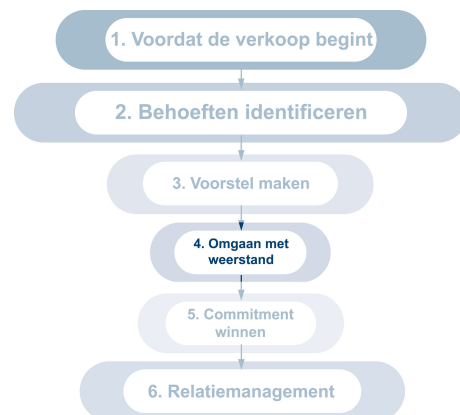 1. Voordat de verkoop begint
2. Behoeften identificeren
3. Voorstel maken
4. Omgaan met
weerstand
5. Commitment
winnen
6. Relatiemanagement